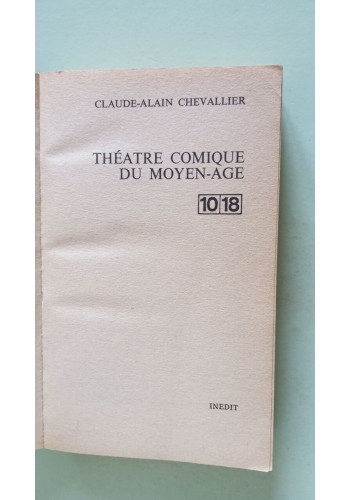 CLAUDE-ALAIN CHEVALLIER
THÉATRE COMIQUE
DU MOYEN-AGE
10 18
INEDIT